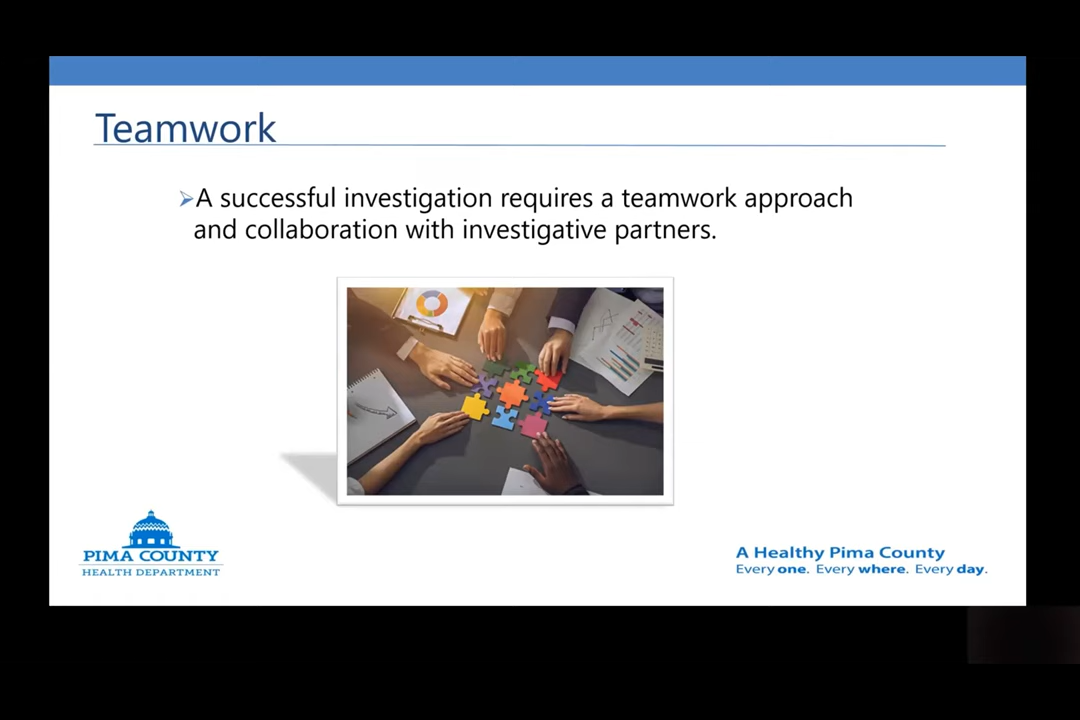 Teamwork
➢A successful investigation requires a teamwork approach
and collaboration with investigative partners.
PIMA COUNTY
HEALTH DEPARTMENT
A Healthy Pima County
Every one. Every where. Every day.